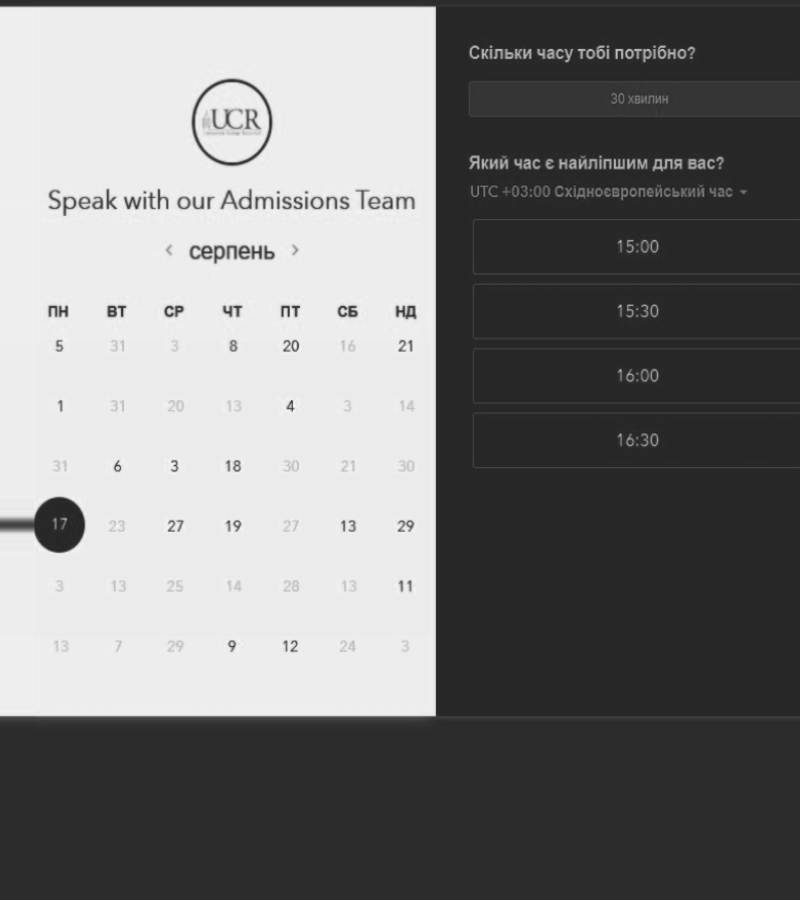 UCR
Speak with our Admissions Team
< серпень >
ПН ВТ СР ЧТ ПТ СБ НД
5 31 3 8 20 16 21
1 31 20 13 4 3 14
31 6 3 18 30 21 30
17 23 27 19 27 13 29
3 13 25 14 28 13 11
13 7 29 9 12 24 3
Скільки часу тобі потрібно?
30 хвилин
Який час є найліпшим для вас?
UTC +03:00 Східноєвропейський час
15:00
15:30
16:00
16:30